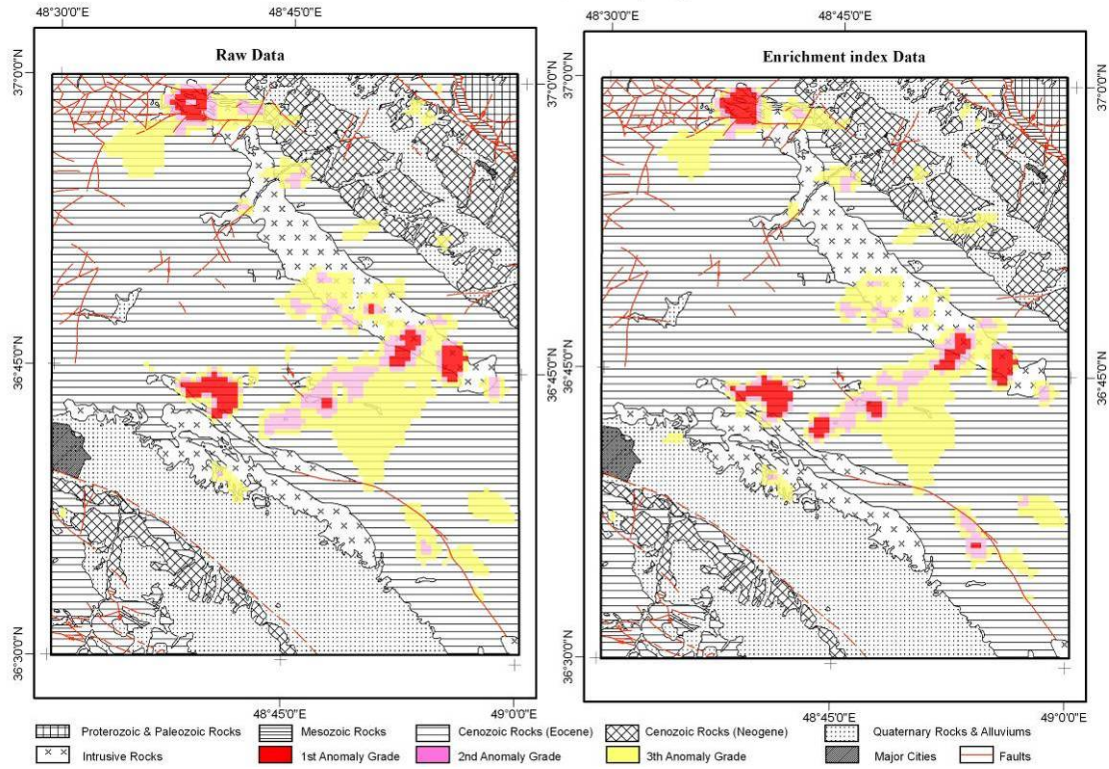 48°30'0"E 48°45'0"E 48°30'0"E 48°45'0"E
Raw Data
Enrichment index Data
37°0'0"N 37°0'0"N 37°0'0"N 37°0'0"N
36°45'0"N 36°45'0"N 36°45'0"N 36°45'0"N
36°30'0"N 36°30'0"N
48°45'0"E 49°0'0"E 48°45'0"E 49°0'0"E
Proterozoic & Paleozoic Rocks Mesozoic Rocks Cenozoic Rocks (Eocene) Cenozoic Rocks (Neogene) Quaternary Rocks & Alluviums
Intrusive Rocks 1st Anomaly Grade 2nd Anomaly Grade 3th Anomaly Grade Major Cities Faults